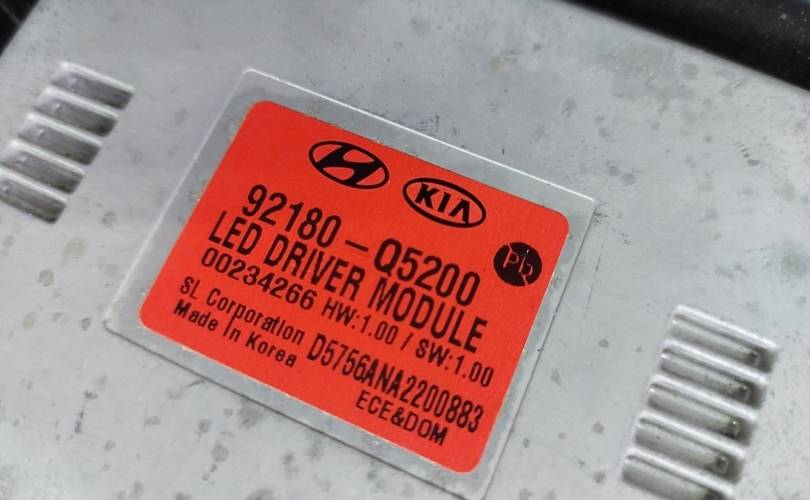 KIA
92180-Q5200
Pb
LED DRIVER MODULE
00234266 HW:1.00 / SW:1.00
SL Corporation D5756ANA2200883
Made In Korea
ECE&DOM